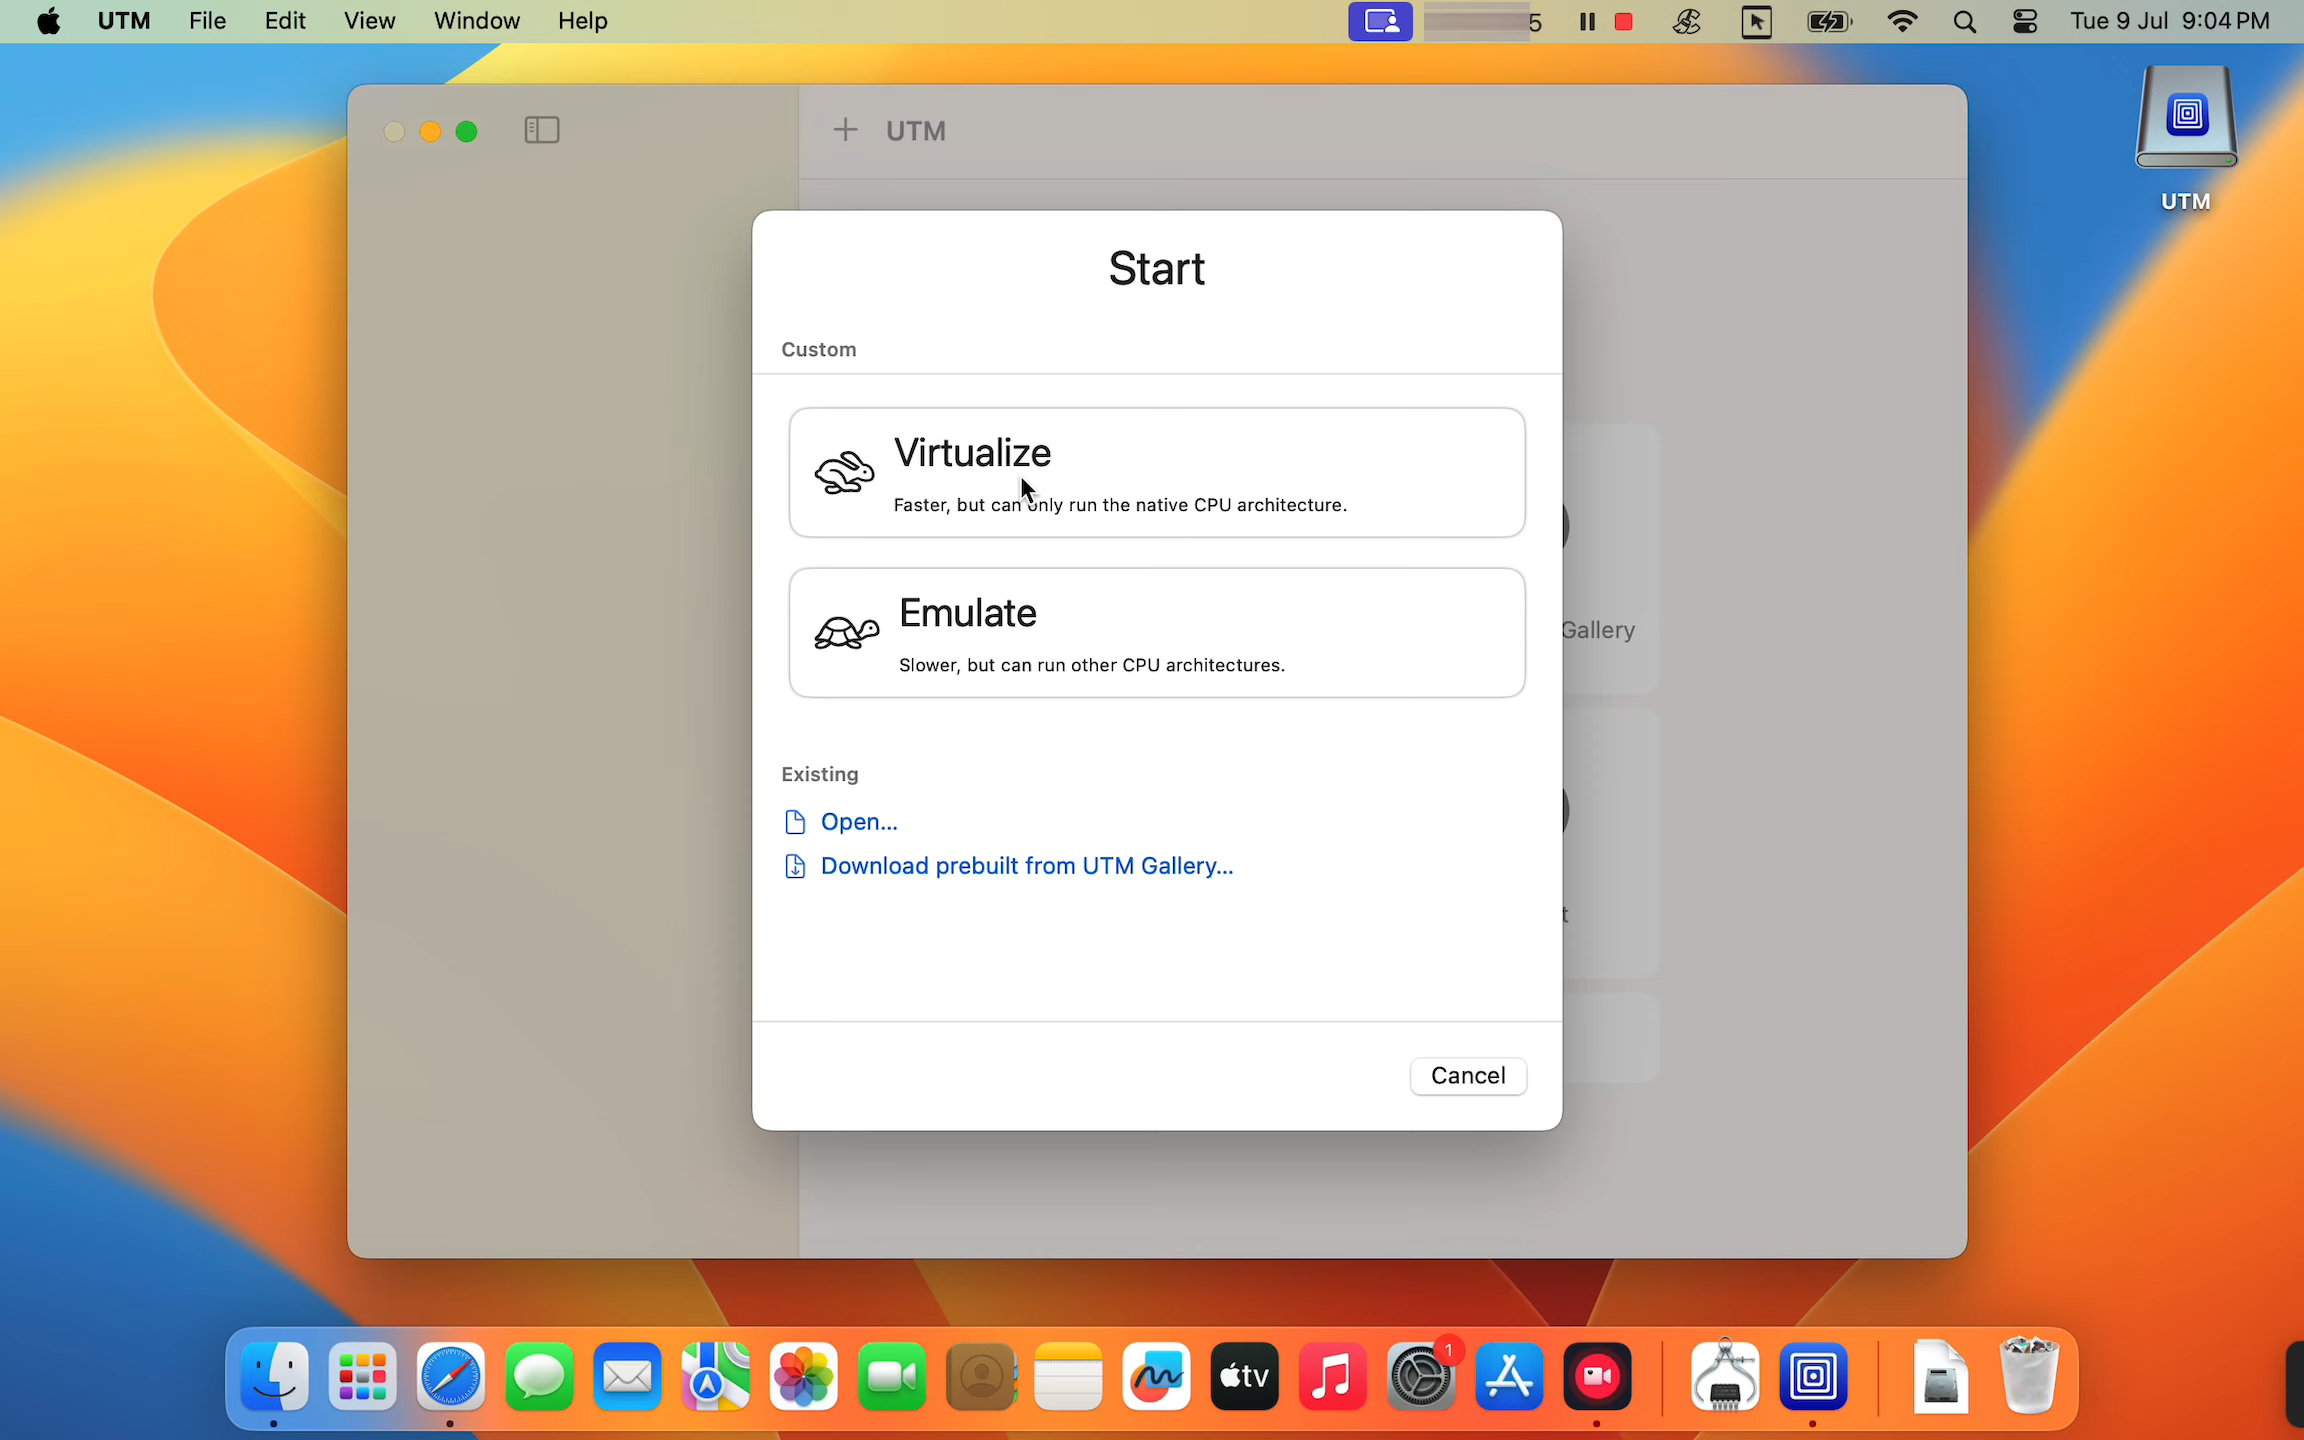 UTM File Edit View Window Help 5 Tue 9 Jul 9:04 PM
UTM
UTM
Start
Custom
Virtualize
Faster, but can only run the native CPU architecture.
Emulate
Slower, but can run other CPU architectures.
Gallery
Existing
Open...
Download prebuilt from UTM Gallery...
t
Cancel
1
tv